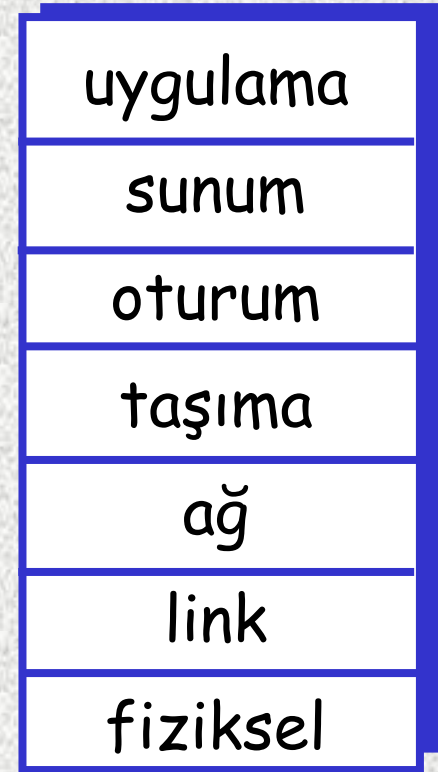 uygulama
sunum
oturum
taşıma
ağ
link
fiziksel